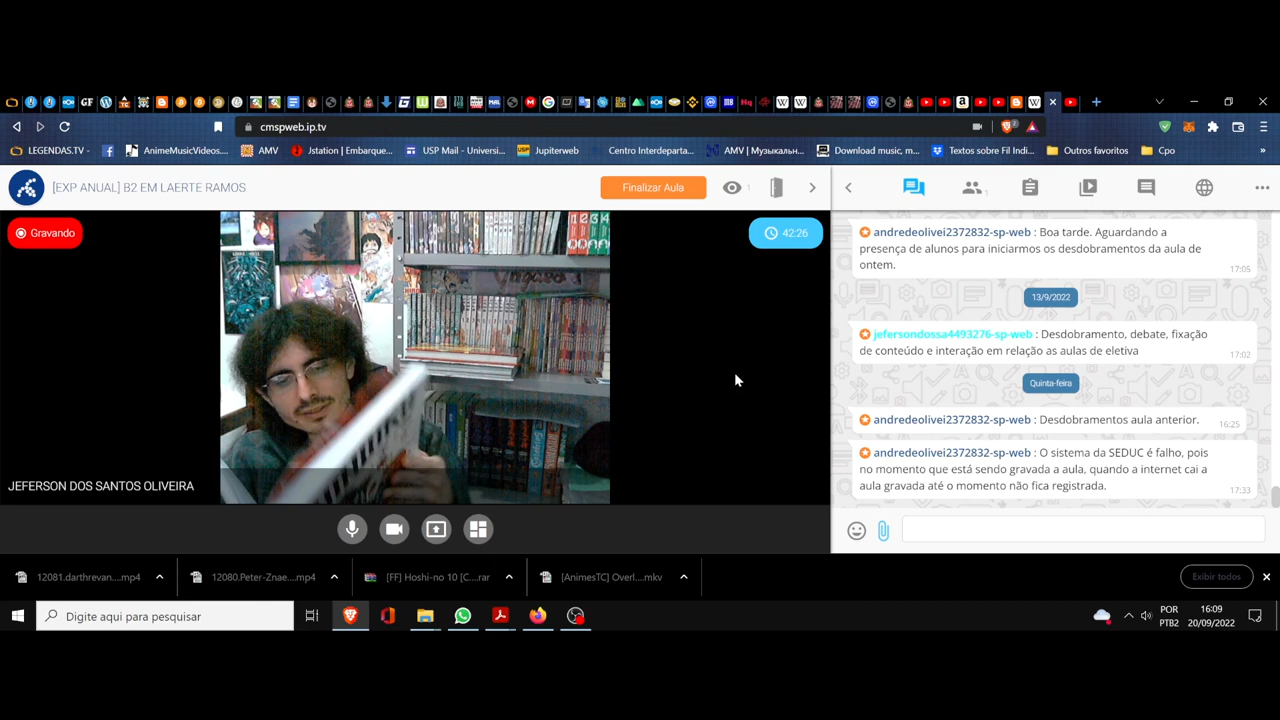 cmspweb.ip.tv
LEGENDAS.TV - AnimeMusicVideos... AMV Jstation | Embarque... USP Mail - Universi... Jupiterweb Centro Interdeparta... AMV | Музыкальн... Download music, m... Textos sobre Fil Indi... Outros favoritos Cpo
[EXP ANUAL] B2 EM LAERTE RAMOS
Finalizar Aula
1
1
Gravando
42:26
JEFERSON DOS SANTOS OLIVEIRA
andredeolivei2372832-sp-web : Boa tarde. Aguardando a
presença de alunos para iniciarmos os desdobramentos da aula de
ontem.
17:05
13/9/2022
jefersondossa4493276-sp-web : Desdobramento, debate, fixação
de conteúdo e interação em relação as aulas de eletiva
17:02
Quinta-feira
andredeolivei2372832-sp-web : Desdobramentos aula anterior.
16:25
andredeolivei2372832-sp-web : O sistema da SEDUC é falho, pois
no momento que está sendo gravada a aula, quando a internet cai a
aula gravada até o momento não fica registrada.
17:33
12081.darthrevan....mp4 12080.Peter-Znae....mp4 [FF] Hoshi-no 10 [C....rar [AnimesTC] Overl....mkv
Exibir todos
Digite aqui para pesquisar
POR
PTB2
16:09
20/09/2022